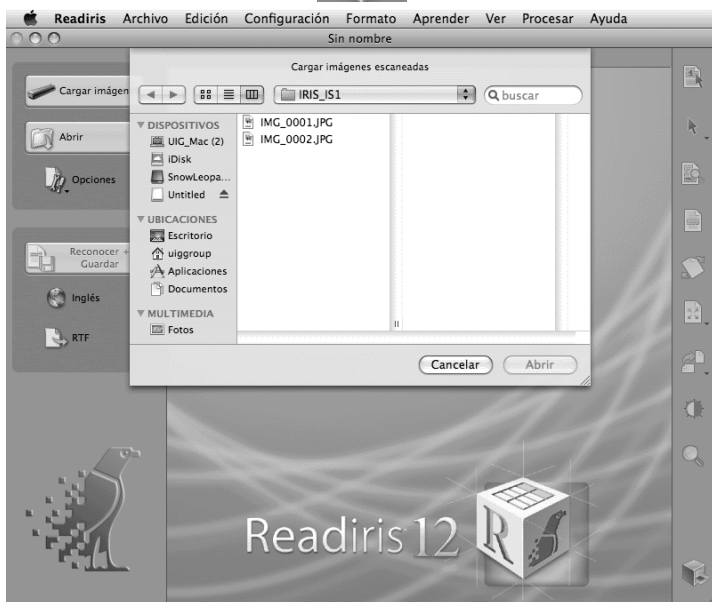 Readiris Archivo Edición Configuración Formato Aprender Ver Procesar Ayuda
Sin nombre
Cargar imágenes escaneadas
Cargar imágen
IRIS_IS1
buscar
Abrir
Opciones
DISPOSITIVOS
UIG_Mac (2)
iDisk
SnowLeopa...
Untitled
UBICACIONES
Escritorio
uiggroup
Aplicaciones
Documentos
MULTIMEDIA
Fotos
IMG_0001.JPG
IMG_0002.JPG
Reconocer +
Guardar
Inglés
RTF
Cancelar Abrir
Readiris 12
R